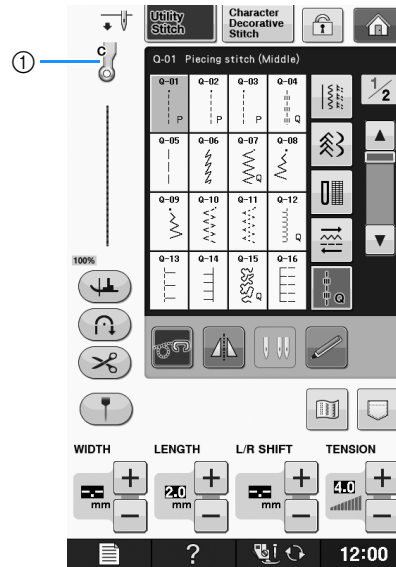 Utility
Stitch
Character
Decorative
Stitch
①
C
Q-01 Piecing stitch (Middle)
1/2
Q-01 Q-02 Q-03 Q-04
P P P Q
Q-05 Q-06 Q-07 Q-08
Q
Q-09 Q-10 Q-11 Q-12
Q
Q-13 Q-14 Q-15 Q-16
Q
Q
100%
WIDTH LENGTH L/R SHIFT TENSION
-.- + 2.0 + -.- + 4.0 +
mm − mm − mm − −
? 12:00